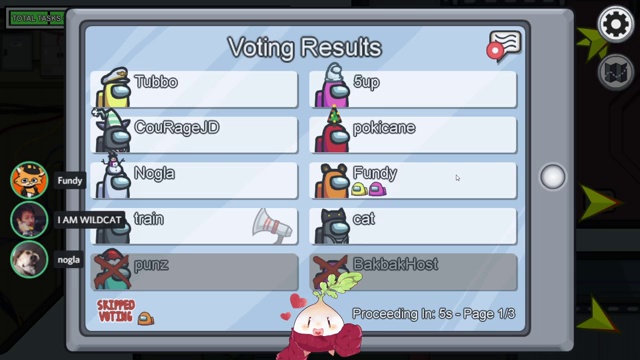 TOTAL TASKS
Voting Results
Tubbo
5up
CouRageJD
pokicane
Nogla
Fundy
train
cat
punz
BakbakHost
Fundy
I AM WILDCAT
nogla
SKIPPED
VOTING
Proceeding In: 5s - Page 1/3